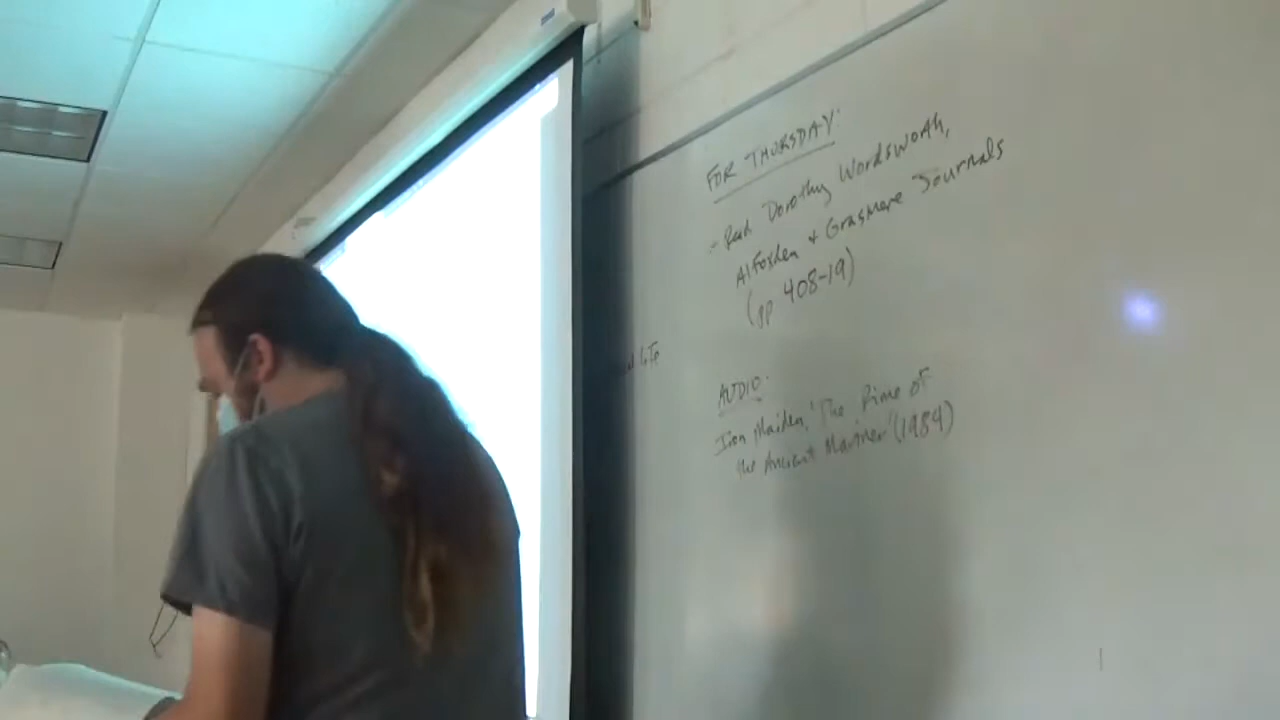 FOR THURSDAY:
- Read Dorothy Wordsworth,
Alfoxden + Grasmere Journals
(pp 408-19)
AUDIO:
Iron Maiden, "The Rime of
the Ancient Mariner" (1984)